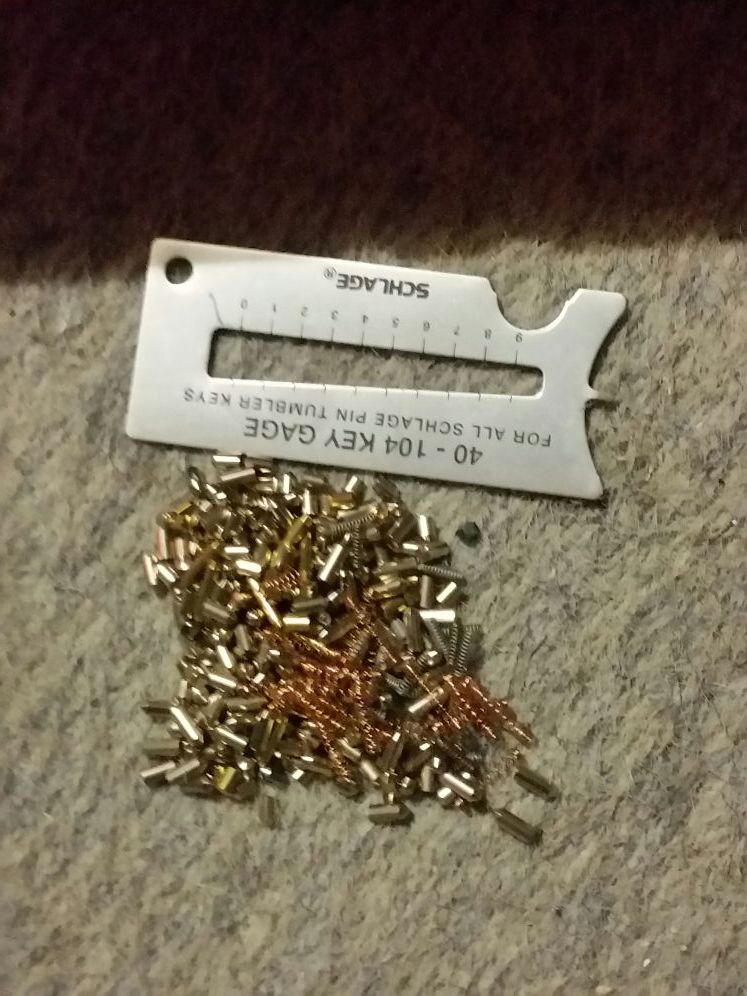 40 - 104 KEY GAGE
FOR ALL SCHLAGE PIN TUMBLER KEYS
9 8 7 6 5 4 3 2 1 0
SCHLAGE®